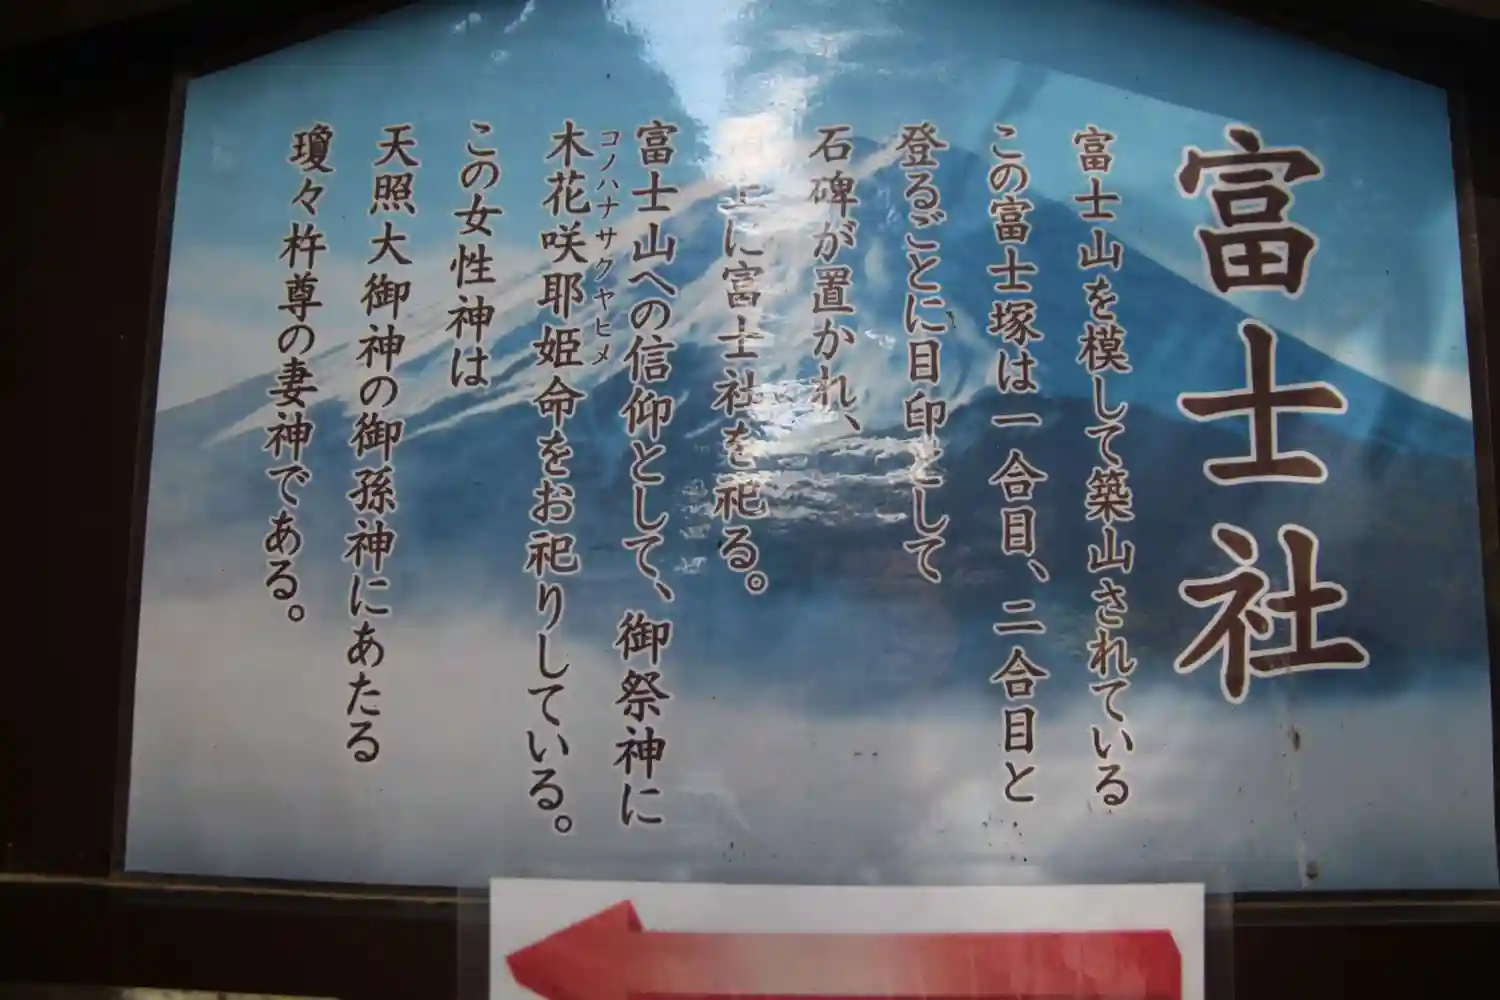 富士社
富士山を模して築山されている
この富士塚は一合目、二合目と
登るごとに目印として
石碑が置かれ、
に富士社を祀る。
富士山への信仰として、御祭神に
コノハナサクヤヒメ
木花咲耶姫命をお祀りしている。
この女性神は
天照大御神の御孫神にあたる
瓊々杵尊の妻神である。